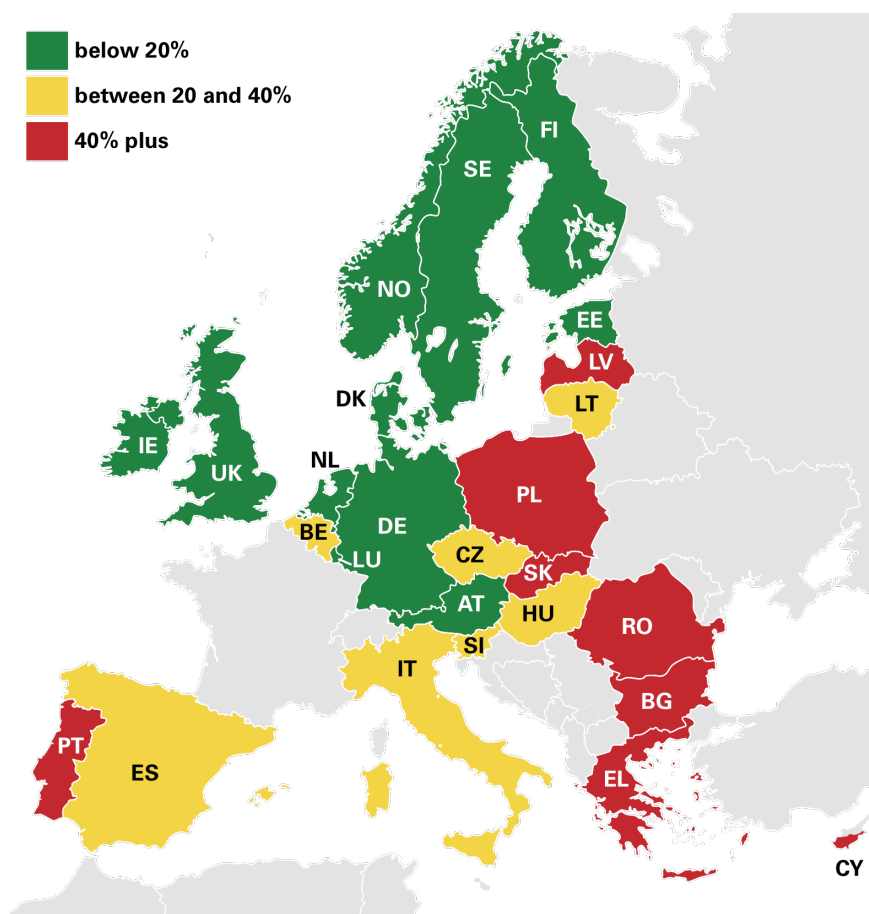 below 20%
between 20 and 40%
40% plus
FI
SE
NO
EE
LV
DK
LT
IE
NL
UK
PL
DE
BE
CZ
LU
SK
AT
HU
RO
SI
IT
BG
PT
ES
EL
CY